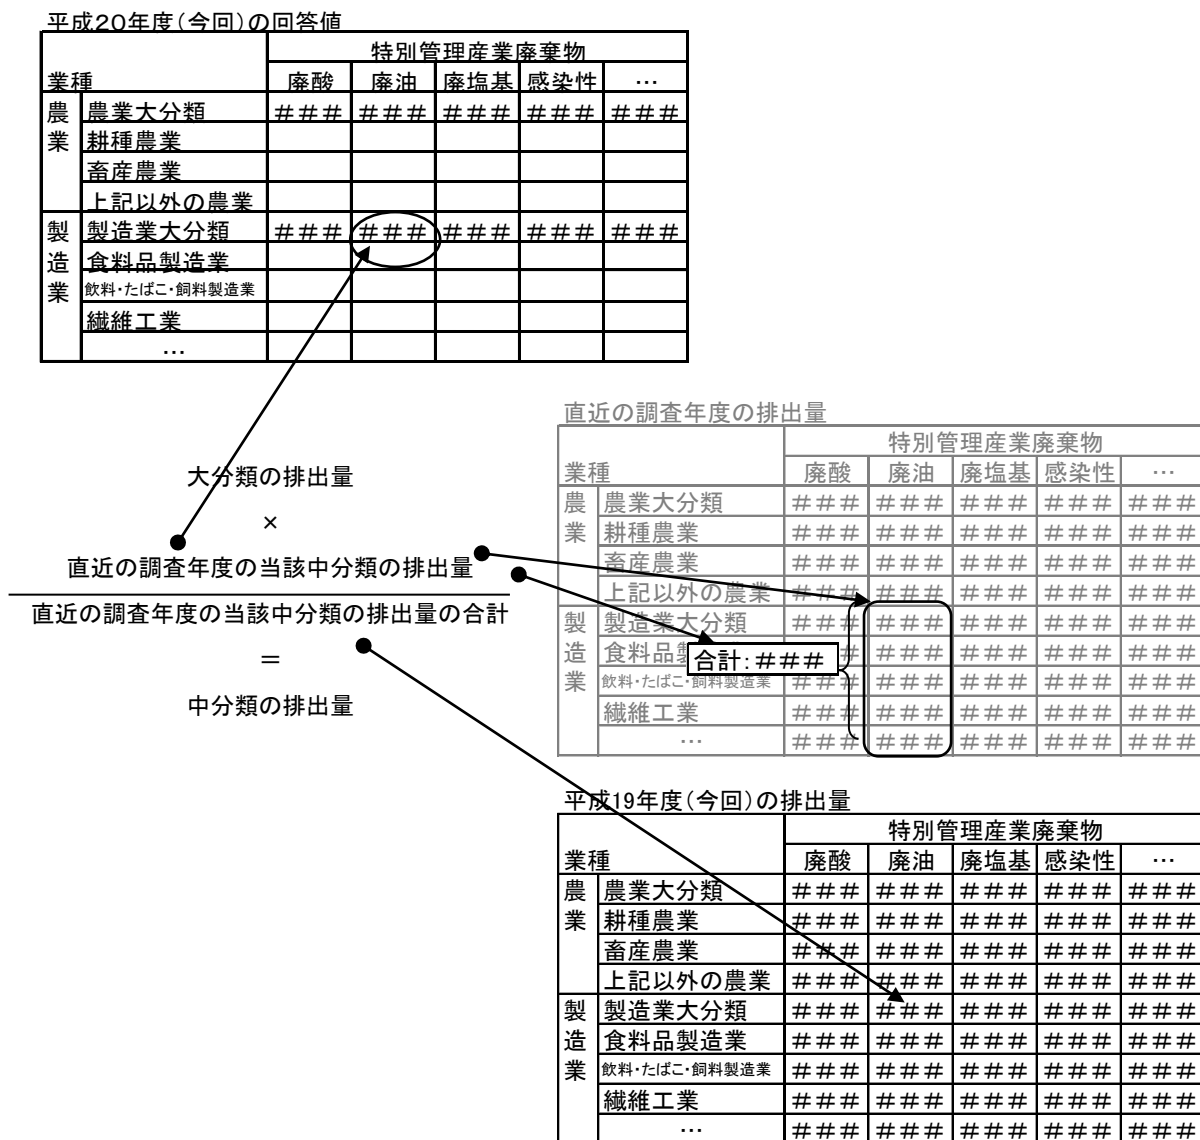 平成20年度(今回)の回答値
特別管理産業廃棄物
業種 廃酸 廃油 廃塩基 感染性 …
農業 農業大分類 ### ### ### ### ###
耕種農業
畜産農業
上記以外の農業
製造業 製造業大分類 ### ### ### ### ###
食料品製造業
飲料・たばこ・飼料製造業
繊維工業
…
大分類の排出量
×
直近の調査年度の当該中分類の排出量
直近の調査年度の当該中分類の排出量の合計
=
中分類の排出量
直近の調査年度の排出量
特別管理産業廃棄物
業種 廃酸 廃油 廃塩基 感染性 …
農業 農業大分類 ### ### ### ### ###
耕種農業 ### ### ### ### ###
畜産農業 ### ### ### ### ###
上記以外の農業 ### ### ### ### ###
製造業 製造業大分類 ### ### ### ### ###
食料品 ### ### ### ###
合計:###
飲料・たばこ・飼料製造業 ### ### ### ### ###
繊維工業 ### ### ### ### ###
… ### ### ### ### ###
平成19年度(今回)の排出量
特別管理産業廃棄物
業種 廃酸 廃油 廃塩基 感染性 …
農業 農業大分類 ### ### ### ### ###
耕種農業 ### ### ### ### ###
畜産農業 ### ### ### ### ###
上記以外の農業 ### ### ### ### ###
製造業 製造業大分類 ### ### ### ### ###
食料品製造業 ### ### ### ### ###
飲料・たばこ・飼料製造業 ### ### ### ### ###
繊維工業 ### ### ### ### ###
… ### ### ### ### ###